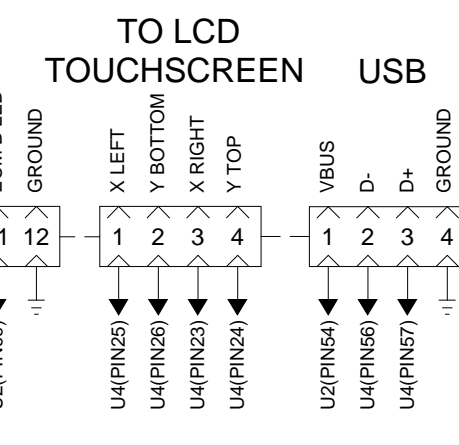 TO LCD
TOUCHSCREEN
USB
GROUND
X LEFT
Y BOTTOM
X RIGHT
Y TOP
VBUS
D-
D+
GROUND
1 12
1 2 3 4
1 2 3 4
U4(PIN25)
U4(PIN26)
U4(PIN23)
U4(PIN24)
U2(PIN54)
U4(PIN56)
U4(PIN57)